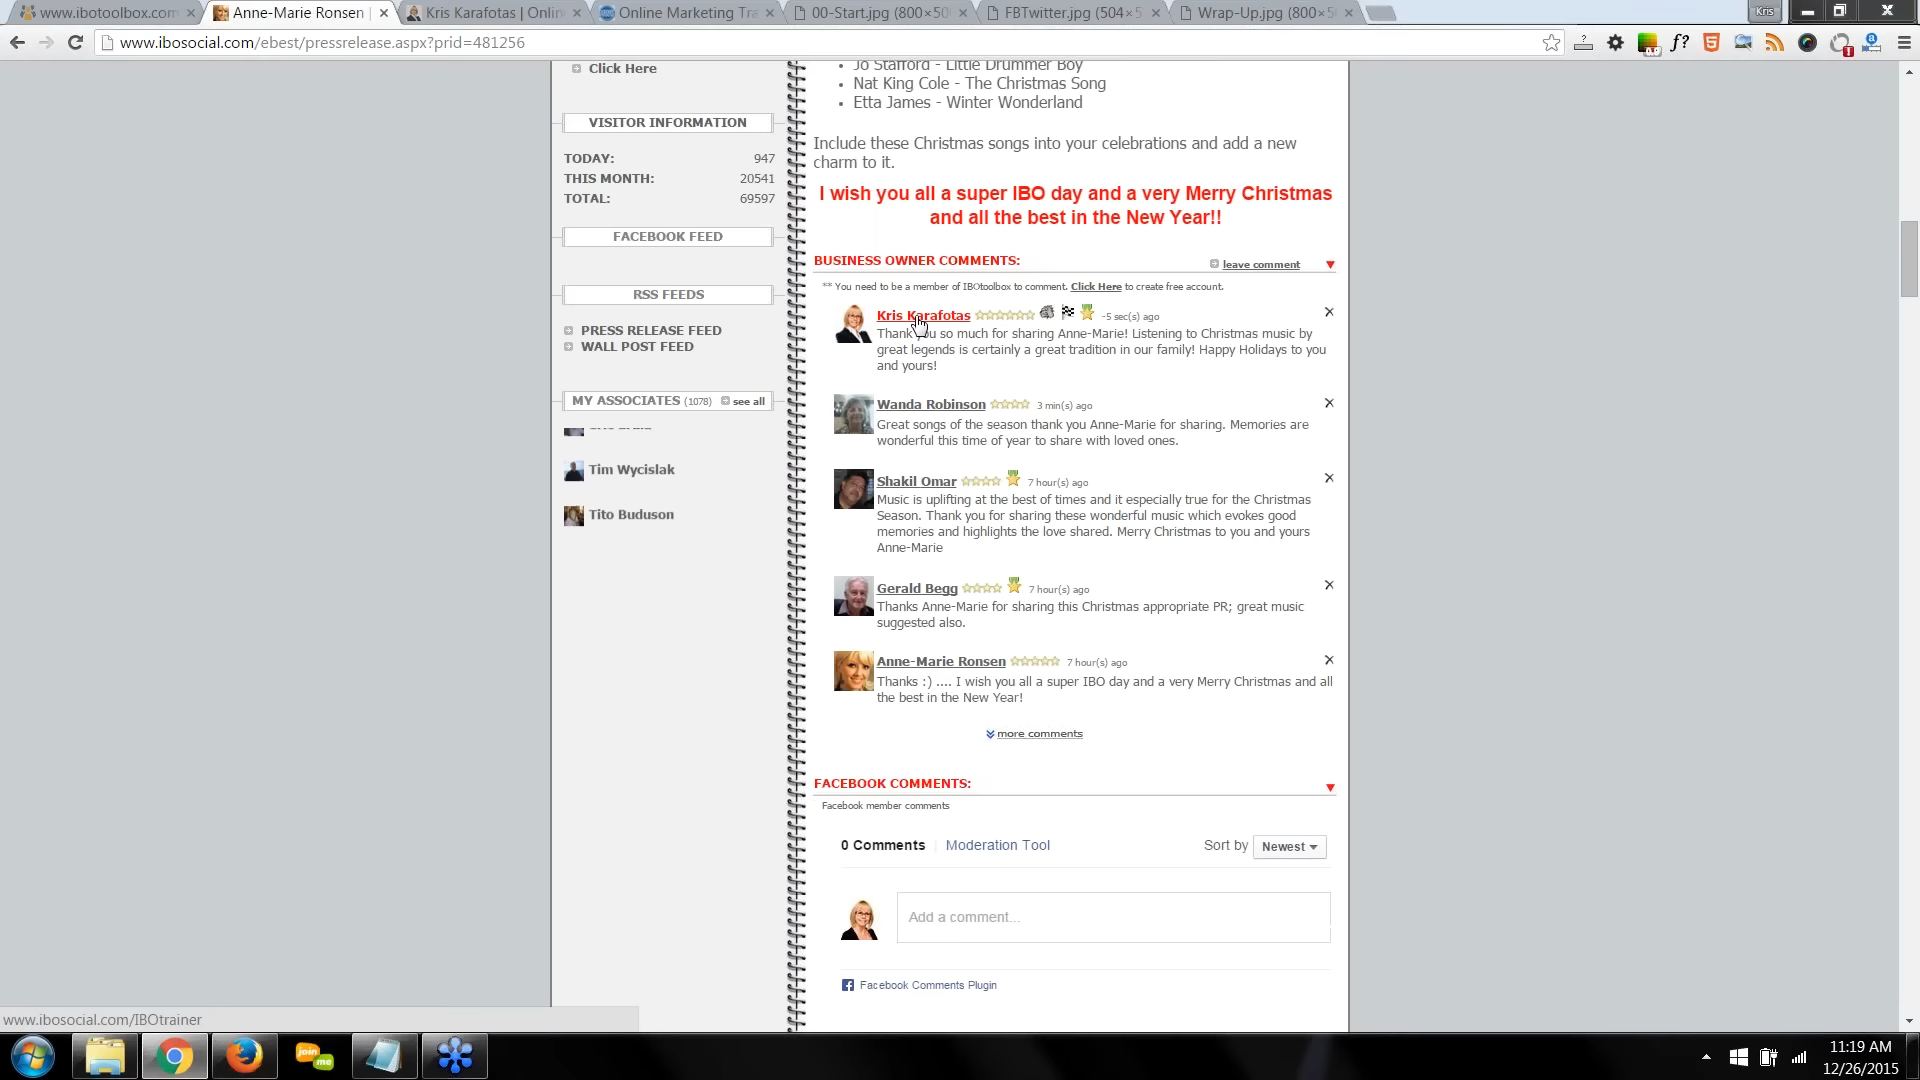 www.ibotoolbox.com
Anne-Marie Ronsen |
Kris Karafotas | Onlin
Online Marketing Tra
00-Start.jpg (800×50
FBTwitter.jpg (504×5
Wrap-Up.jpg (800×5
Kris
www.ibosocial.com/ebest/pressrelease.aspx?prid=481256
Click Here
VISITOR INFORMATION
TODAY: 947
THIS MONTH: 20541
TOTAL: 69597
FACEBOOK FEED
RSS FEEDS
PRESS RELEASE FEED
WALL POST FEED
MY ASSOCIATES (1078) see all
Tim Wycislak
Tito Buduson
• Jo Stafford - Little Drummer Boy
• Nat King Cole - The Christmas Song
• Etta James - Winter Wonderland
Include these Christmas songs into your celebrations and add a new
charm to it.
I wish you all a super IBO day and a very Merry Christmas
and all the best in the New Year!!
BUSINESS OWNER COMMENTS: leave comment
** You need to be a member of IBOtoolbox to comment. Click Here to create free account.
Kris Karafotas -5 sec(s) ago
Thank you so much for sharing Anne-Marie! Listening to Christmas music by
great legends is certainly a great tradition in our family! Happy Holidays to you
and yours!
Wanda Robinson 3 min(s) ago
Great songs of the season thank you Anne-Marie for sharing. Memories are
wonderful this time of year to share with loved ones.
Shakil Omar 7 hour(s) ago
Music is uplifting at the best of times and it especially true for the Christmas
Season. Thank you for sharing these wonderful music which evokes good
memories and highlights the love shared. Merry Christmas to you and yours
Anne-Marie
Gerald Begg 7 hour(s) ago
Thanks Anne-Marie for sharing this Christmas appropriate PR; great music
suggested also.
Anne-Marie Ronsen 7 hour(s) ago
Thanks :) .... I wish you all a super IBO day and a very Merry Christmas and all
the best in the New Year!
more comments
FACEBOOK COMMENTS:
Facebook member comments
0 Comments Moderation Tool Sort by Newest
Add a comment...
Facebook Comments Plugin
www.ibosocial.com/IBOtrainer
join me
11:19 AM
12/26/2015